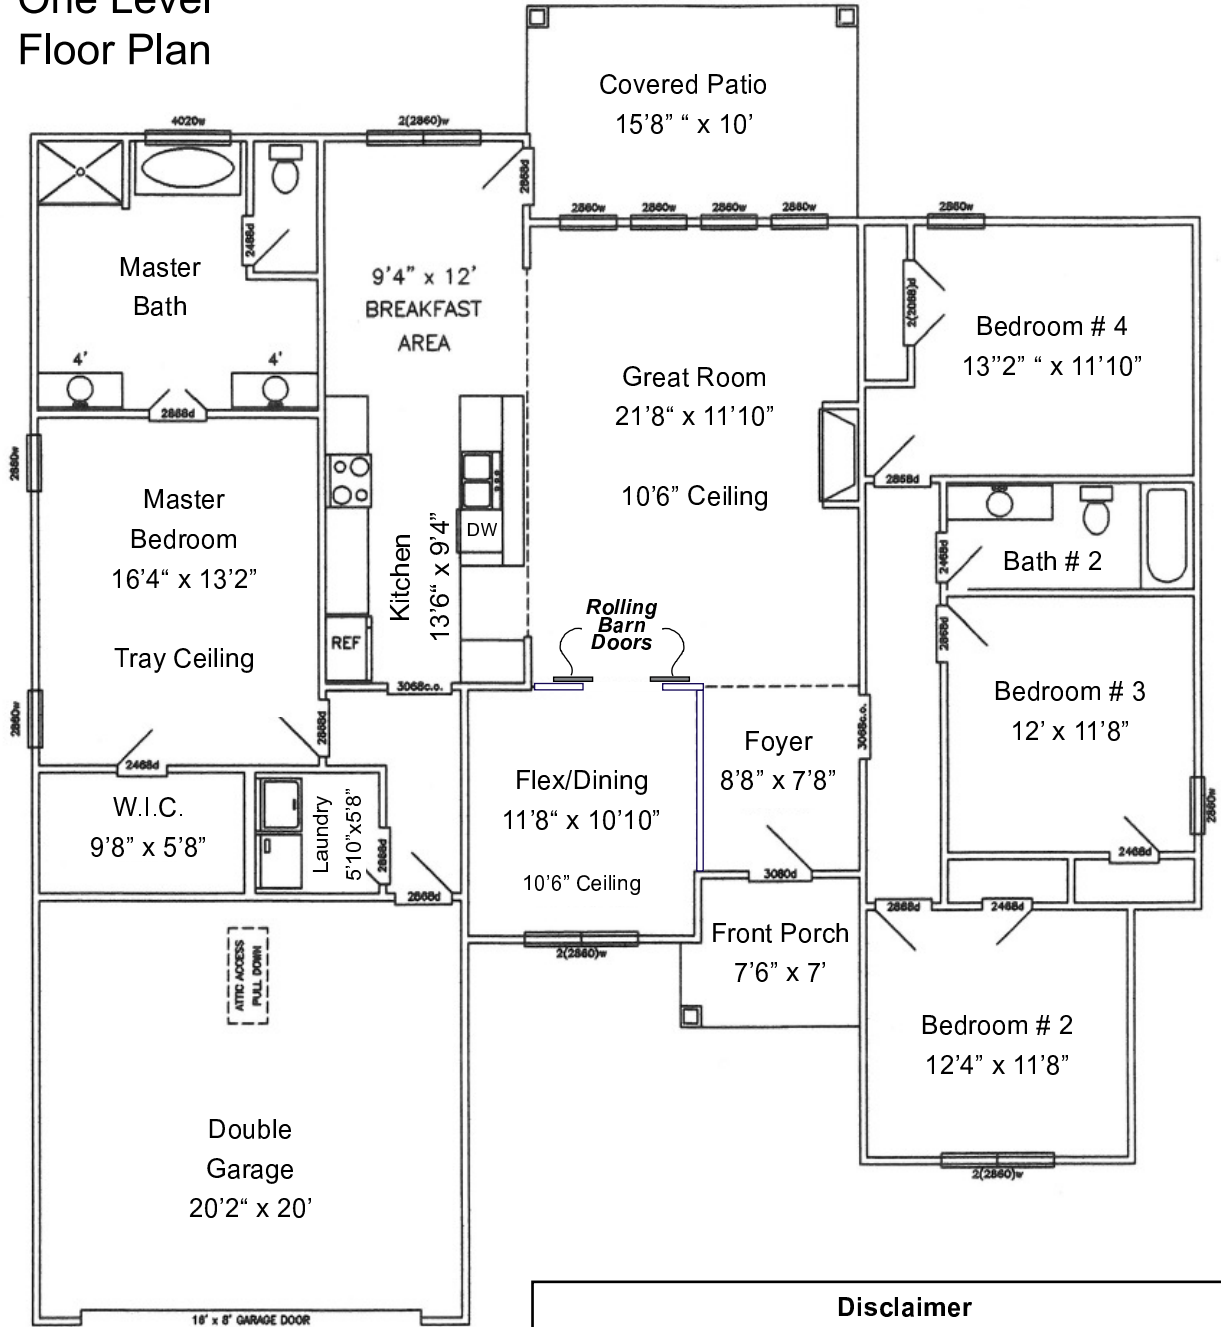 One Level
Floor Plan
Covered Patio
15’8” “ x 10’
4020w
2(2860)w
2868d
2860w
2860w
2860w
2860w
2860w
2468d
Master
Bath
9’4” x 12’
BREAKFAST
AREA
2(2068)d
Bedroom # 4
13”2” “ x 11’10”
4’
4’
2868d
Great Room
21’8“ x 11’10”
10’6” Ceiling
2860w
2868d
Master
Bedroom
16’4“ x 13’2”
Tray Ceiling
Kitchen
13’6“ x 9’4”
DW
REF
2468d
Bath # 2
Rolling
Barn
Doors
2868d
3068c.o.
2860w
2868d
2468d
Bedroom # 3
12’ x 11’8”
3068c.o.
Foyer
8’8” x 7’8”
Flex/Dining
11’8“ x 10’10”
10’6” Ceiling
W.I.C.
9’8” x 5’8”
Laundry
5’10”x5’8”
2868d
2868d
3080d
2860w
2468d
2868d
2468d
ATTIC ACCESS
PULL DOWN
2(2860)w
Front Porch
7’6” x 7’
Bedroom # 2
12’4” x 11’8”
2(2860)w
Double
Garage
20’2“ x 20’
16’ x 8’ GARAGE DOOR
Disclaimer